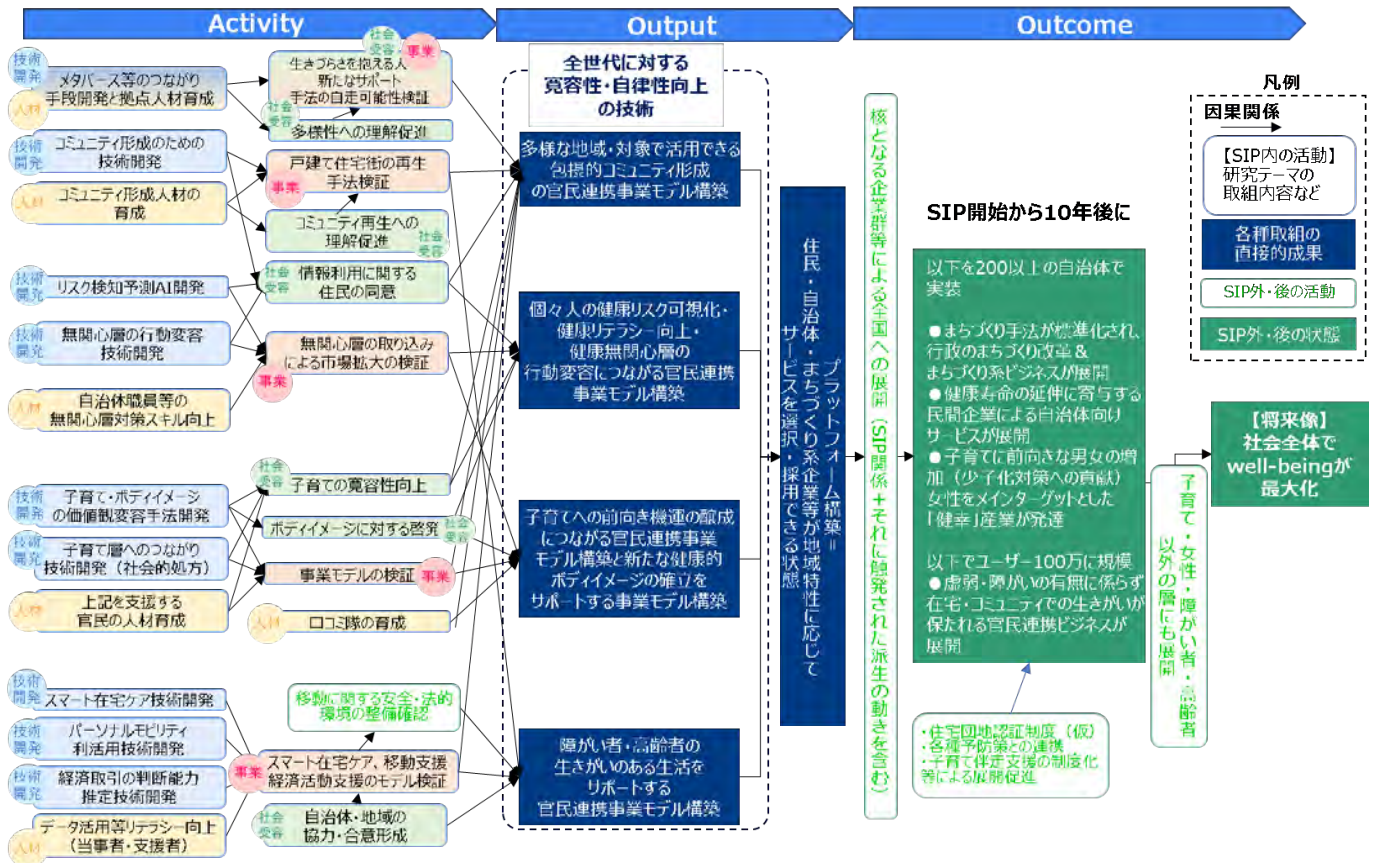 Activity
Output
Outcome
技術
開発
メタバース等のつながり
手段開発と拠点人材育成
人材
技術
開発
コミュニティ形成のための
技術開発
人材
コミュニティ形成人材の
育成
技術
開発
リスク検知予測AI開発
技術
開発
無関心層の行動変容
技術開発
人材
自治体職員等の
無関心層対策スキル向上
技術
開発
子育て・ボディイメージ
の価値観変容手法開発
技術
開発
子育て層へのつながり
技術開発（社会的処方）
人材
上記を支援する
官民の人材育成
技術
開発
スマート在宅ケア技術開発
技術
開発
パーソナルモビリティ
利活用技術開発
技術
開発
経済取引の判断能力
推定技術開発
人材
データ活用等リテラシー向上
（当事者・支援者）
社会
受容
事業
生きづらさを抱える人
新たなサポート
手法の自走可能性検証
社会
受容
多様性への理解促進
戸建て住宅街の再生
手法検証
事業
コミュニティ再生への
理解促進
社会
受容
社会
受容
情報利用に関する
住民の同意
無関心層の取り込み
による市場拡大の検証
事業
社会
受容
子育ての寛容性向上
ボディイメージに対する啓発
社会
受容
事業モデルの検証
事業
人材
口コミ隊の育成
移動に関する安全・法的
環境の整備確認
事業
スマート在宅ケア、移動支援
経済活動支援のモデル検証
社会
受容
自治体・地域の
協力・合意形成
全世代に対する
寛容性・自律性向上
の技術
多様な地域・対象で活用できる
包摂的コミュニティ形成
の官民連携事業モデル構築
個々人の健康リスク可視化・
健康リテラシー向上・
健康無関心層の
行動変容につながる官民連携
事業モデル構築
子育てへの前向き機運の醸成
につながる官民連携事業
モデル構築と新たな健康的
ボディイメージの確立を
サポートする事業モデル構築
障がい者・高齢者の
生きがいのある生活を
サポートする
官民連携事業モデル構築
プラットフォーム構築＝
住民・自治体・まちづくり系企業等が地域特性に応じて
サービスを選択・採用できる状態
核となる企業群等による全国への展開（SIP関係＋それに触発された派生の動きを含む）
SIP開始から10年後に
以下を200以上の自治体で
実装
●まちづくり手法が標準化され、
行政のまちづくり改革＆
まちづくり系ビジネスが展開
●健康寿命の延伸に寄与する
民間企業による自治体向け
サービスが展開
●子育てに前向きな男女の増
加（少子化対策への貢献）
女性をメインターゲットとした
「健幸」産業が発達
以下でユーザー100万に規模
●虚弱・障がいの有無に係らず
在宅・コミュニティでの生きがいが
保たれる官民連携ビジネスが
展開
・住宅団地認証制度（仮）
・各種予防策との連携
・子育て伴走支援の制度化
等による展開促進
子育て・女性・障がい者・高齢者
以外の層にも展開
【将来像】
社会全体で
well-beingが
最大化
凡例
因果関係
【SIP内の活動】
研究テーマの
取組内容など
各種取組の
直接的成果
SIP外・後の活動
SIP外・後の状態